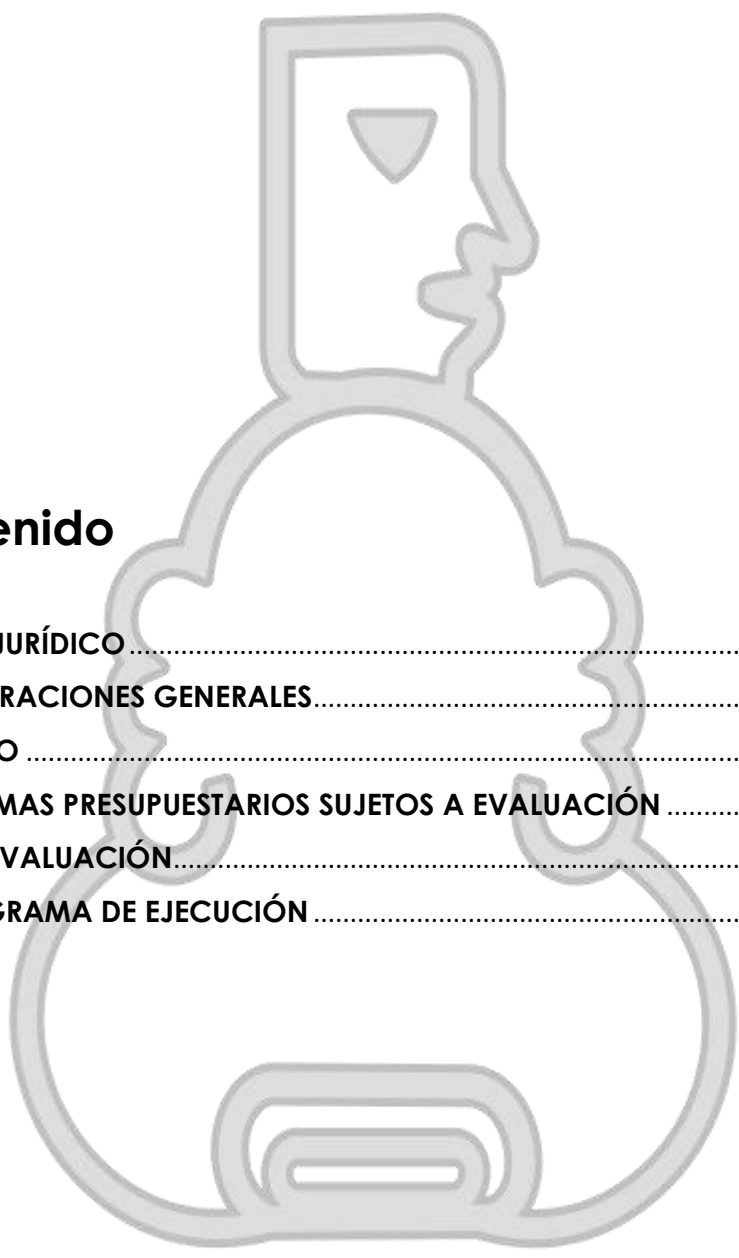 enido
JURÍDICO
RACIONES GENERALES
O
MAS PRESUPUESTARIOS SUJETOS A EVALUACIÓN
VALUACIÓN
GRAMA DE EJECUCIÓN